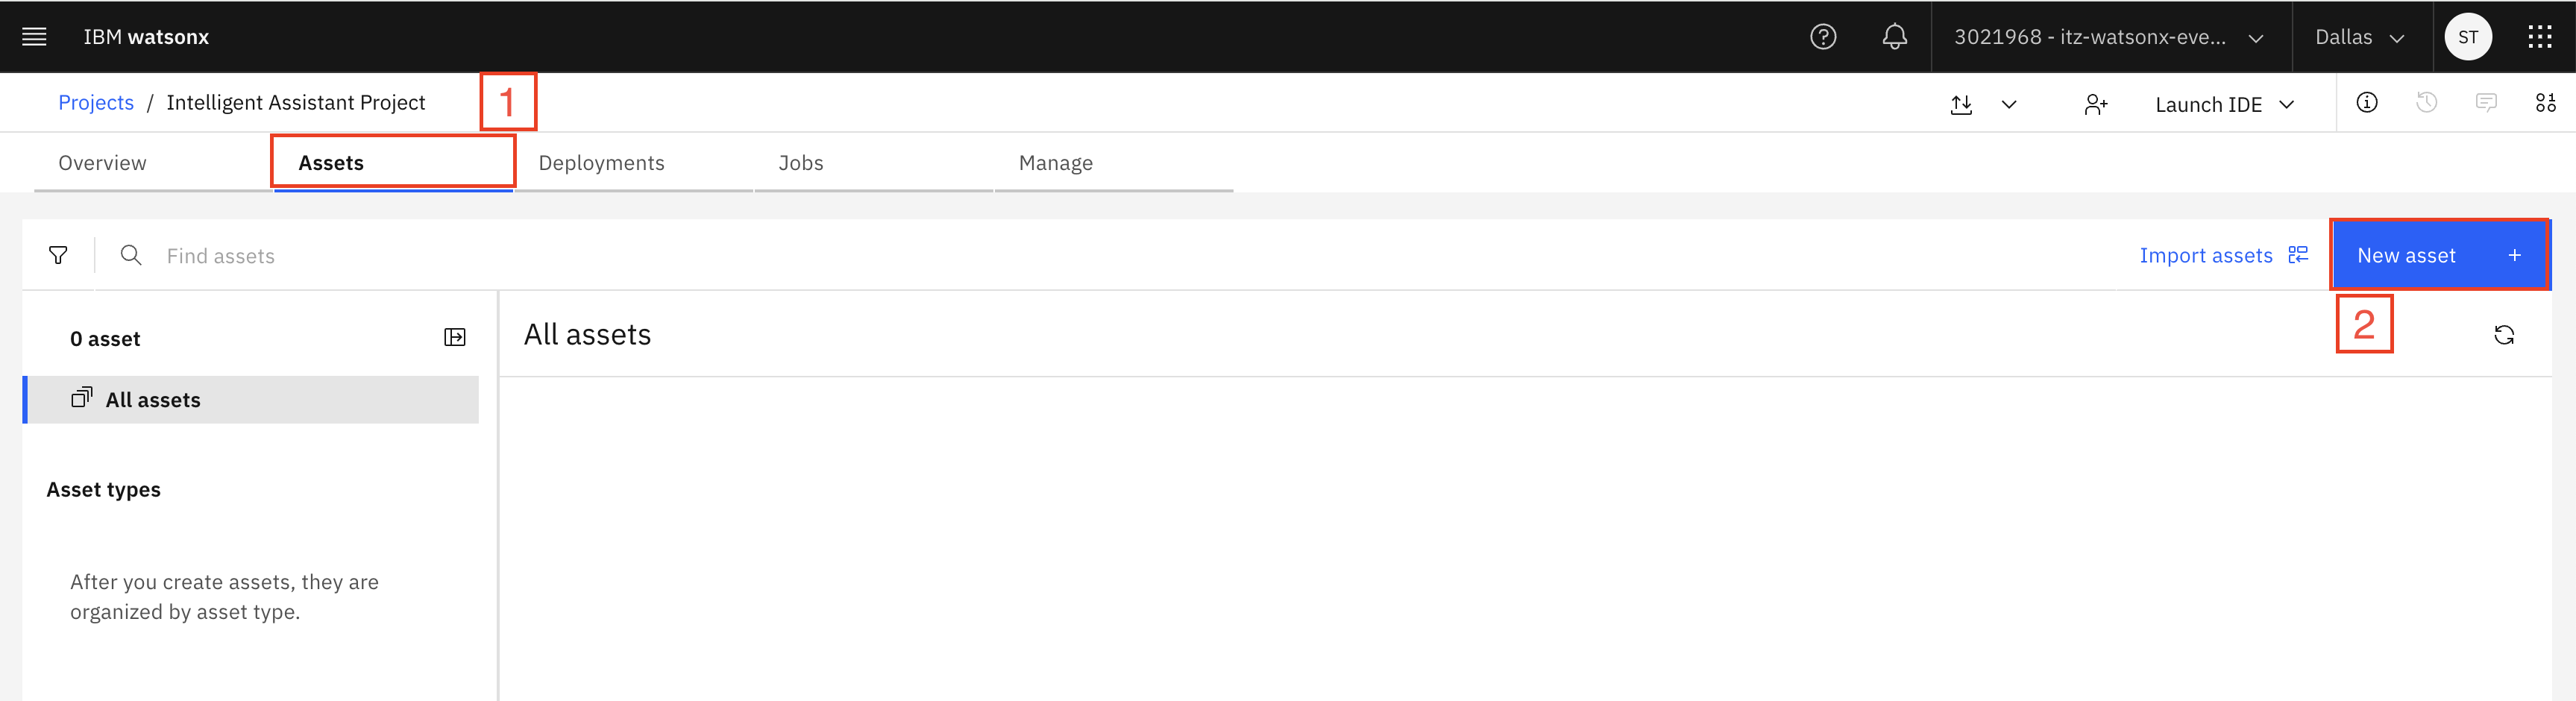 IBM watsonx
3021968 - itz-watsonx-eve...
Dallas
ST
Projects / Intelligent Assistant Project
1
Launch IDE
Overview
Assets
Deployments
Jobs
Manage
Find assets
Import assets
New asset +
2
0 asset
All assets
All assets
Asset types
After you create assets, they are
organized by asset type.